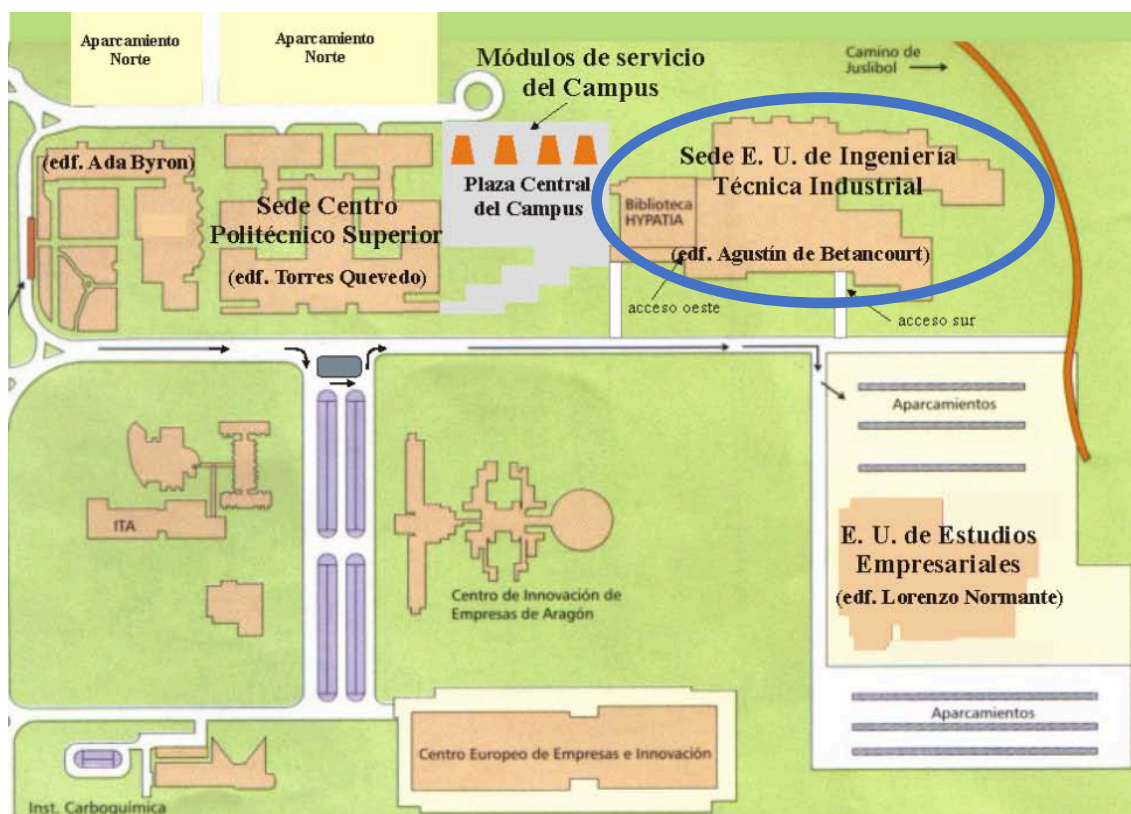 Aparcamiento
Norte
Aparcamiento
Norte
Módulos de servicio
del Campus
Camino de
Juslibol
(edf. Ada Byron)
Sede Centro
Politécnico Superior
(edf. Torres Quevedo)
Plaza Central
del Campus
Sede E. U. de Ingeniería
Técnica Industrial
Biblioteca
HYPATIA
(edf. Agustín de Betancourt)
acceso oeste
acceso sur
Aparcamientos
ITA
Centro de Innovación de
Empresas de Aragón
E. U. de Estudios
Empresariales
(edf. Lorenzo Normante)
Aparcamientos
Centro Europeo de Empresas e Innovación
Inst. Carboquímica